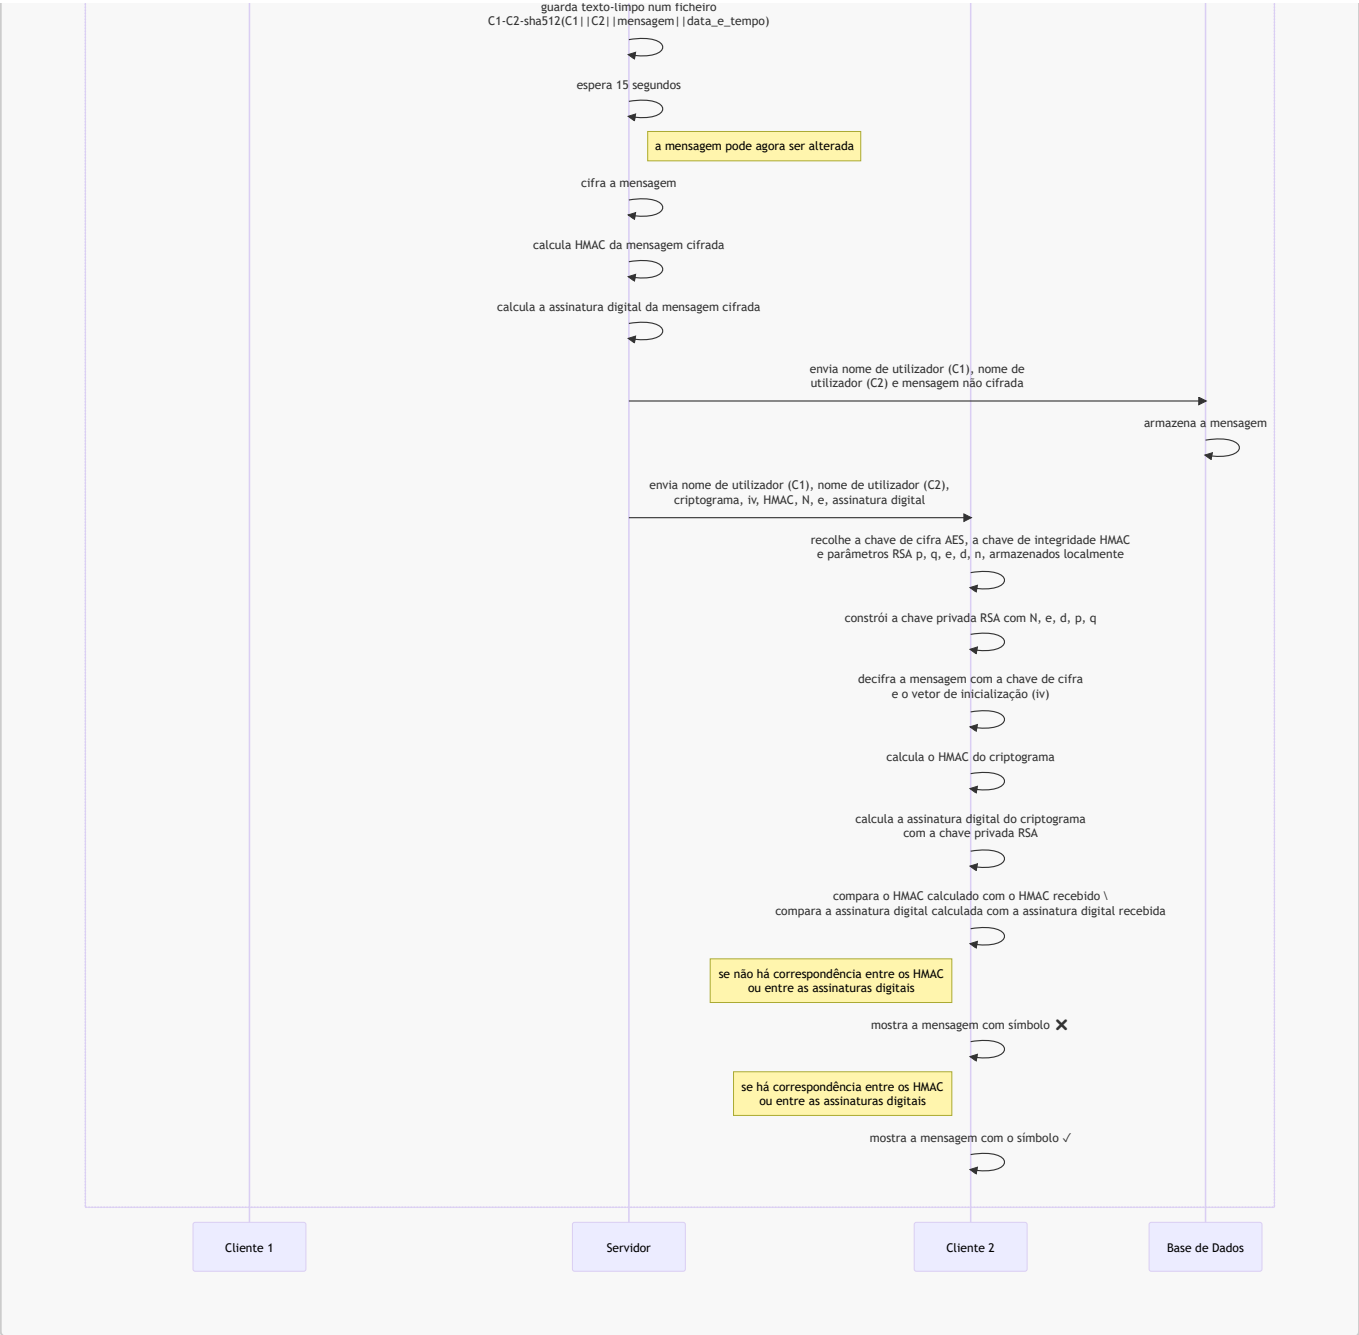 guarda texto-limpo num ficheiro
C1-C2-sha512(C1||C2||mensagem||data_e_tempo)
espera 15 segundos
a mensagem pode agora ser alterada
cifra a mensagem
calcula HMAC da mensagem cifrada
calcula a assinatura digital da mensagem cifrada
envia nome de utilizador (C1), nome de
utilizador (C2) e mensagem não cifrada
armazena a mensagem
envia nome de utilizador (C1), nome de utilizador (C2),
criptograma, iv, HMAC, N, e, assinatura digital
recolhe a chave de cifra AES, a chave de integridade HMAC
e parâmetros RSA p, q, e, d, n, armazenados localmente
constrói a chave privada RSA com N, e, d, p, q
decifra a mensagem com a chave de cifra
e o vetor de inicialização (iv)
calcula o HMAC do criptograma
calcula a assinatura digital do criptograma
com a chave privada RSA
compara o HMAC calculado com o HMAC recebido \
compara a assinatura digital calculada com a assinatura digital recebida
se não há correspondência entre os HMAC
ou entre as assinaturas digitais
mostra a mensagem com símbolo ❌
se há correspondência entre os HMAC
ou entre as assinaturas digitais
mostra a mensagem com o símbolo ✓
Cliente 1
Servidor
Cliente 2
Base de Dados